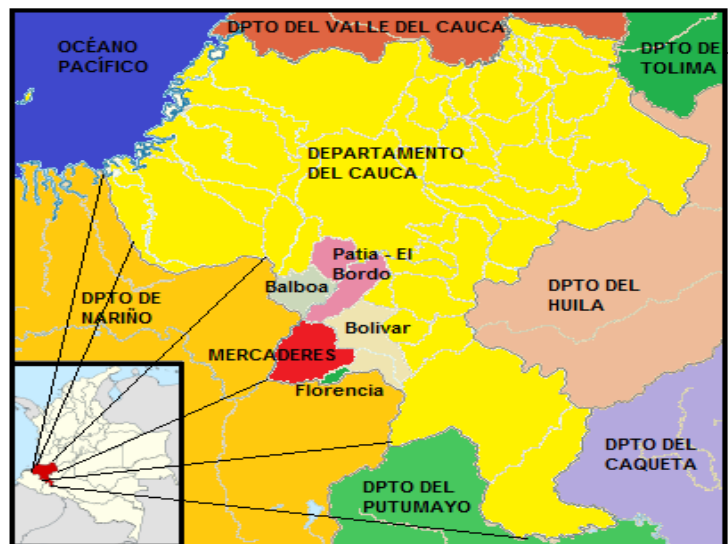 DPTO DEL VALLE DEL CAUCA
OCÉANO
PACÍFICO
DPTO DE
TOLIMA
DEPARTAMENTO
DEL CAUCA
Patia - El
Bordo
Balboa
DPTO DEL
HUILA
DPTO DE
NARIÑO
Bolivar
MERCADERES
Florencia
DPTO DEL
CAQUETA
DPTO DEL
PUTUMAYO